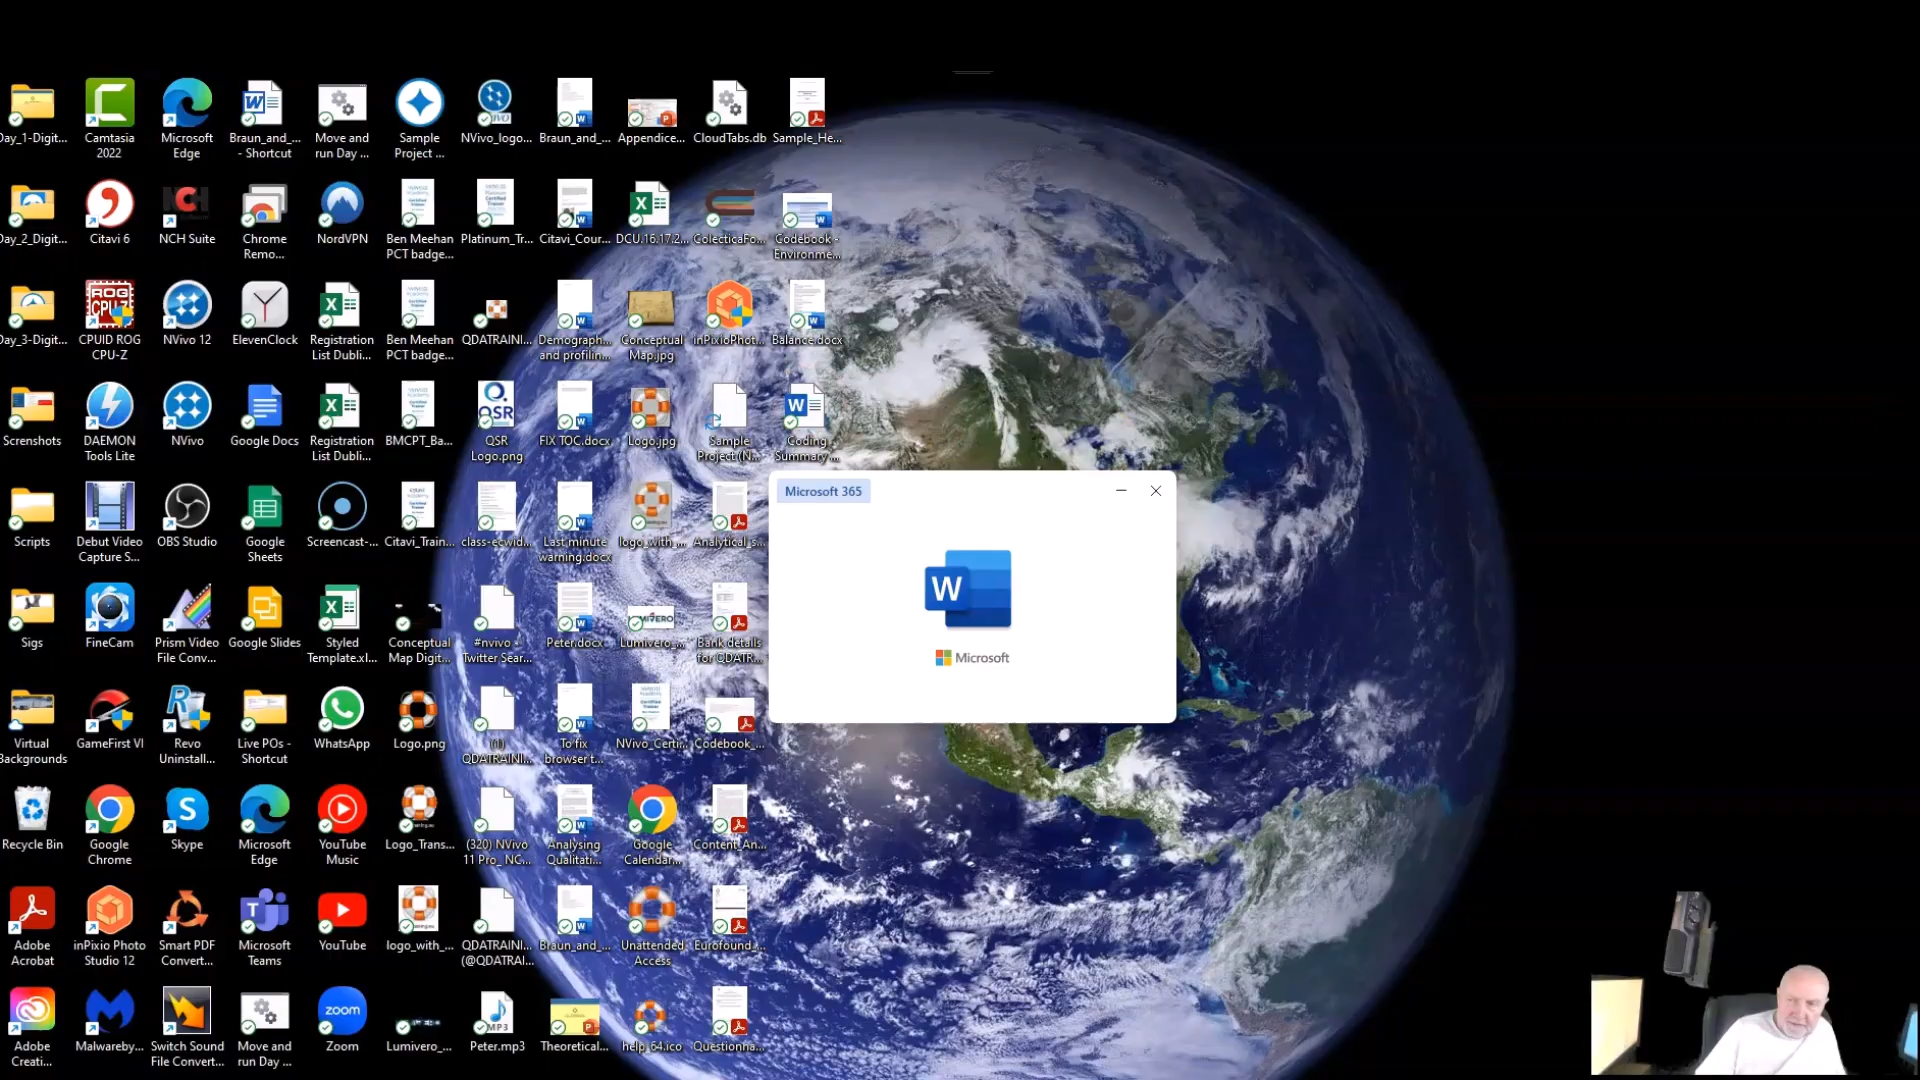 Day_1-Digit...
Camtasia
2022
Microsoft
Edge
Braun_and_...
- Shortcut
Move and
run Day ...
Sample
Project ...
NVivo_logo...
Braun_and_...
Appendice...
CloudTabs.db
Sample_He...
Day_2_Digit...
Citavi 6
NCH Suite
Chrome
Remo...
NordVPN
Ben Meehan
PCT badge...
Platinum_Tr...
Citavi_Cour...
DCU.16.17.2...
ColecticaFo...
Codebook -
Environme...
Day_3-Digit...
CPUID ROG
CPU-Z
NVivo 12
ElevenClock
Registration
List Dubli...
Ben Meehan
PCT badge...
QDATRAINI...
Demograph...
and profilin...
Conceptual
Map.jpg
inPixioPhot...
Balance.docx
Screnshots
DAEMON
Tools Lite
NVivo
Google Docs
Registration
List Dubli...
BMCPT_Ba...
QSR
QSR
Logo.png
FIX TOC.docx
Logo.jpg
Sample
Project (N...
Coding
Summary ...
Microsoft 365
W
Microsoft
Scripts
Debut Video
Capture S...
OBS Studio
Google
Sheets
Screencast-...
Citavi_Train...
class-ecwid...
Last minute
warning.docx
logo_with_...
Analytical_s...
Sigs
FineCam
Prism Video
File Conv...
Google Slides
Styled
Template.xl...
Conceptual
Map Digit...
#nvivo -
Twitter Sear...
Peter.docx
Lumivero_...
Bank details
for QDATR...
Virtual
Backgrounds
GameFirst VI
Revo
Uninstall...
Live POs -
Shortcut
WhatsApp
Logo.png
(1)
QDATRAINI...
To fix
browser t...
NVivo_Certi...
Codebook_...
Recycle Bin
Google
Chrome
Skype
Microsoft
Edge
YouTube
Music
Logo_Trans...
(320) NVivo
11 Pro_ NC...
Analysing
Qualitati...
Google
Calendar...
Content_An...
Adobe
Acrobat
inPixio Photo
Studio 12
Smart PDF
Convert...
Microsoft
Teams
YouTube
logo_with_...
QDATRAINI...
(@QDATRAI...
Braun_and_...
Unattended
Access
Eurofound_...
Adobe
Creati...
Malwareby...
Switch Sound
File Convert...
Move and
run Day ...
zoom
Zoom
Lumivero_...
MP3
Peter.mp3
Theoretical...
help_64.ico
Questionna...